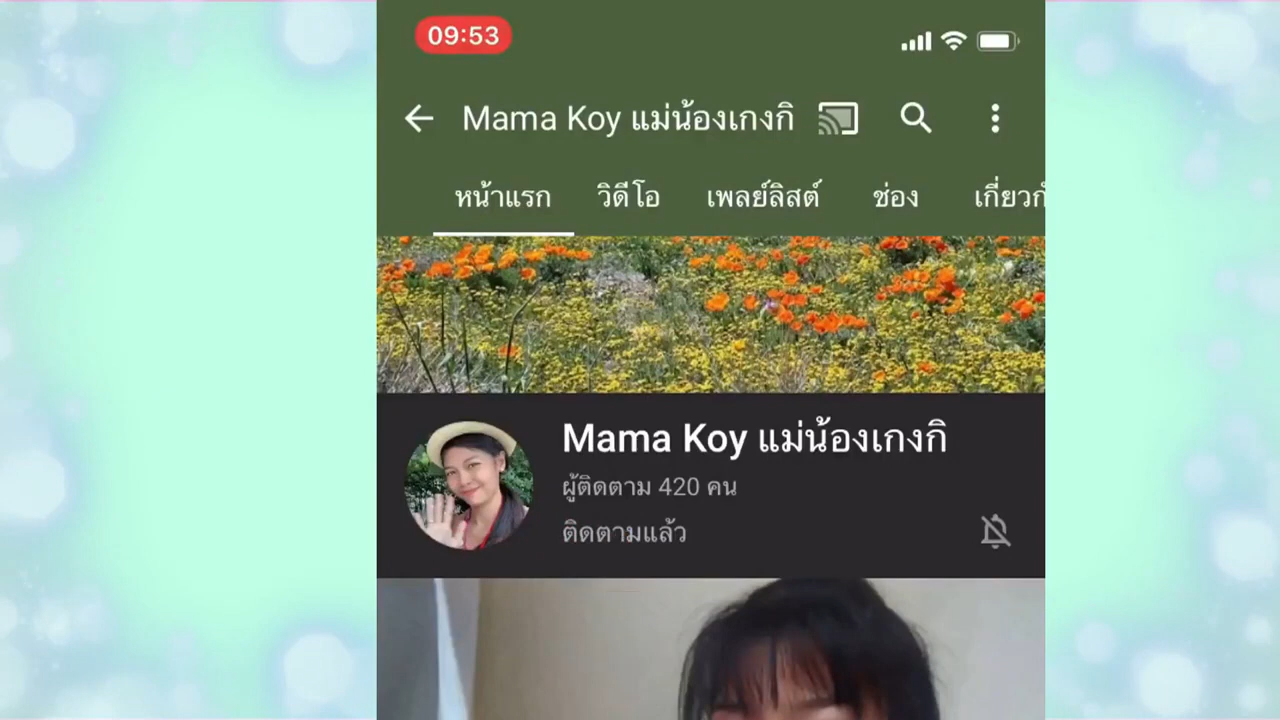 09:53
Mama Koy แม่น้องเกงกิ
หน้าแรก วิดีโอ เพลย์ลิสต์ ช่อง
Mama Koy แม่น้องเกงกิ
ผู้ติดตาม 420 คน
ติดตามแล้ว